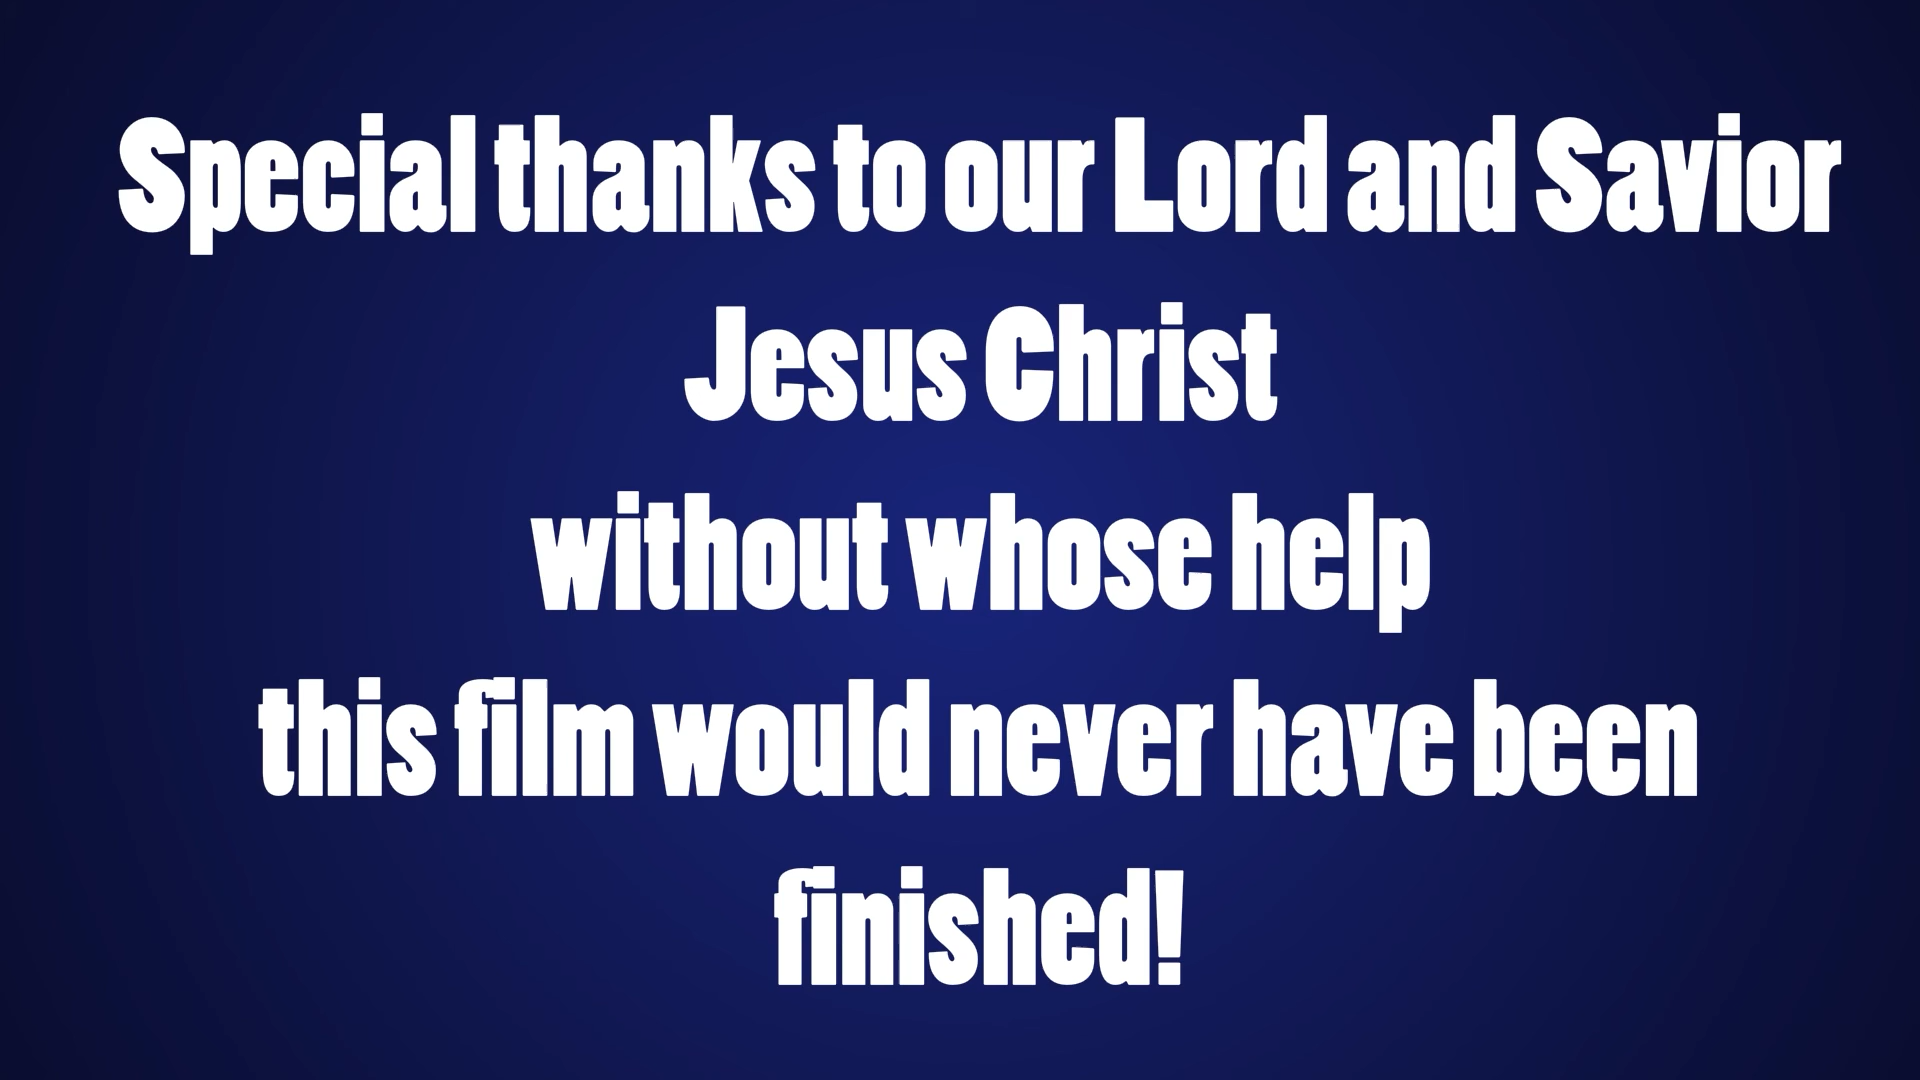 Special thanks to our Lord and Savior
Jesus Christ
without whose help
this film would never have been
finished!